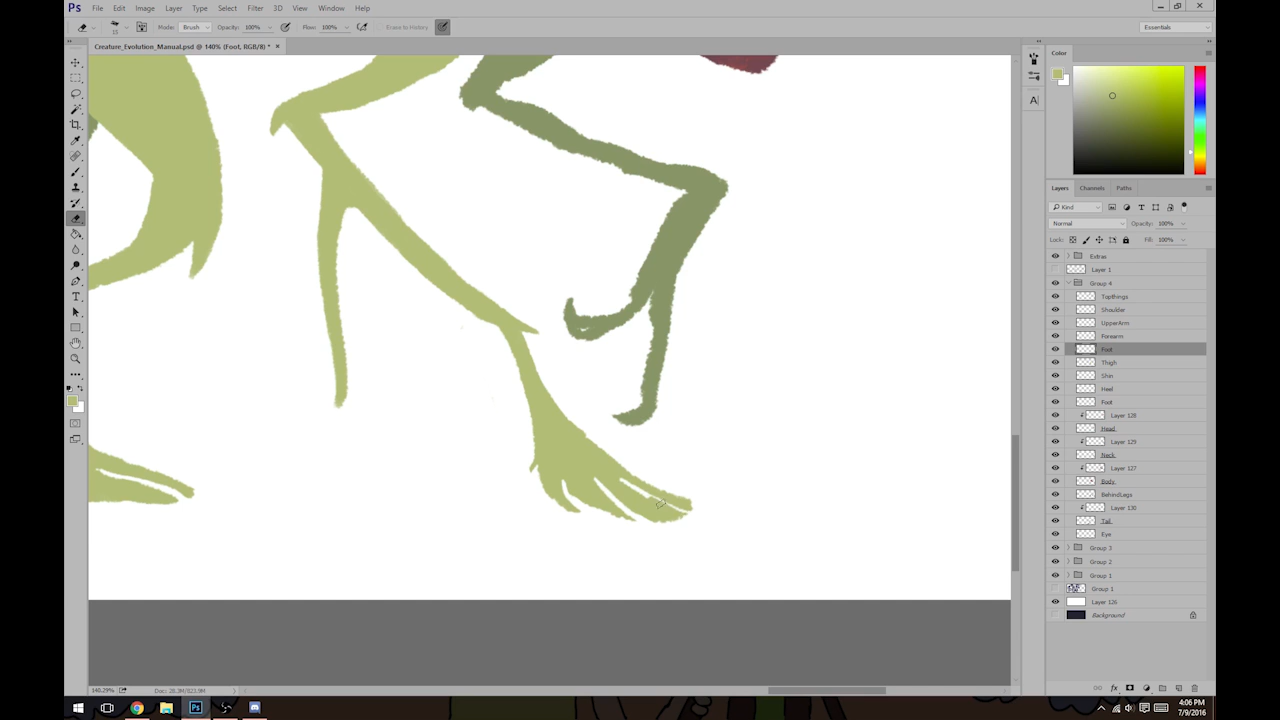 Ps File Edit Image Layer Type Select Filter 3D View Window Help
15 Mode: Brush Opacity: 100% Flow: 100% Erase to History Essentials
Creature_Evolution_Manual.psd @ 140% (Foot, RGB/8) * ×
Color
Layers Channels Paths
Kind
Normal Opacity: 100%
Lock: Fill: 100%
Extras
Layer 1
Group 4
TopThings
Shoulder
UpperArm
Forearm
Foot
Thigh
Shin
Heel
Foot
Layer 128
Head
Layer 129
Neck
Layer 127
Body
BehindLegs
Layer 130
Tail
Eye
Group 3
Group 2
Group 1
Group 1
Layer 126
Background
140.29% Doc: 28.3M/523.9M
4:06 PM
7/9/2016